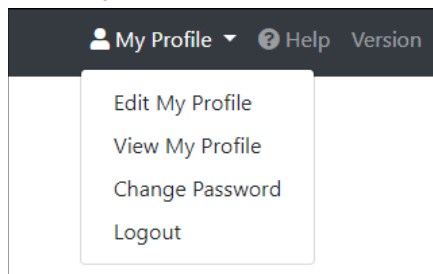 My Profile Help Version
Edit My Profile
View My Profile
Change Password
Logout